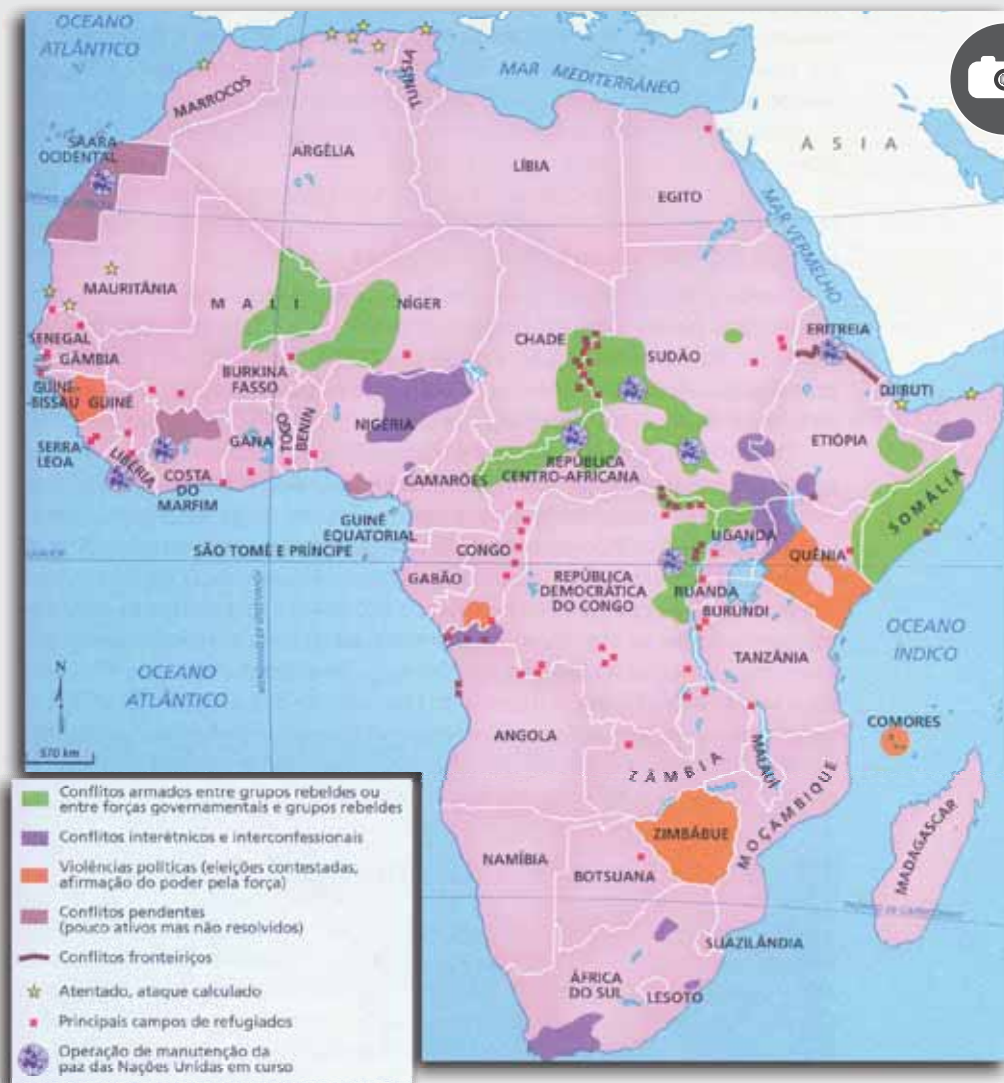 OCEANO
ATLÂNTICO
MAR MEDITERRÂNEO
ÁSIA
MARROCOS
TUNÍSIA
SAARA
OCIDENTAL
ARGÉLIA
LÍBIA
EGITO
MAR VERMELHO
MAURITÂNIA
MALI
NÍGER
CHADE
SUDÃO
ERITREIA
SENEGAL
GÂMBIA
BURKINA
FASSO
DJIBUTI
GUINÉ-
BISSAU
GUINÉ
NIGÉRIA
ETIÓPIA
SERRA
LEOA
LIBÉRIA
COSTA
DO
MARFIM
GANA
TOGO
BENIN
CAMARÕES
REPÚBLICA
CENTRO-AFRICANA
SOMÁLIA
GUINÉ
EQUATORIAL
UGANDA
QUÊNIA
SÃO TOMÉ E PRÍNCIPE
CONGO
GABÃO
REPÚBLICA
DEMOCRÁTICA
DO CONGO
RUANDA
BURUNDI
OCEANO
ÍNDICO
TANZÂNIA
N
OCEANO
ATLÂNTICO
COMORES
570 km
ANGOLA
ZÂMBIA
MALAUÍ
MOÇAMBIQUE
MADAGASCAR
ZIMBÁBUE
NAMÍBIA
BOTSUANA
SUAZILÂNDIA
ÁFRICA
DO SUL
LESOTO
Conflitos armados entre grupos rebeldes ou
entre forças governamentais e grupos rebeldes
Conflitos interétnicos e interconfessionais
Violências políticas (eleições contestadas,
afirmação do poder pela força)
Conflitos pendentes
(pouco ativos mas não resolvidos)
Conflitos fronteiriços
Atentado, ataque calculado
Principais campos de refugiados
Operação de manutenção da
paz das Nações Unidas em curso